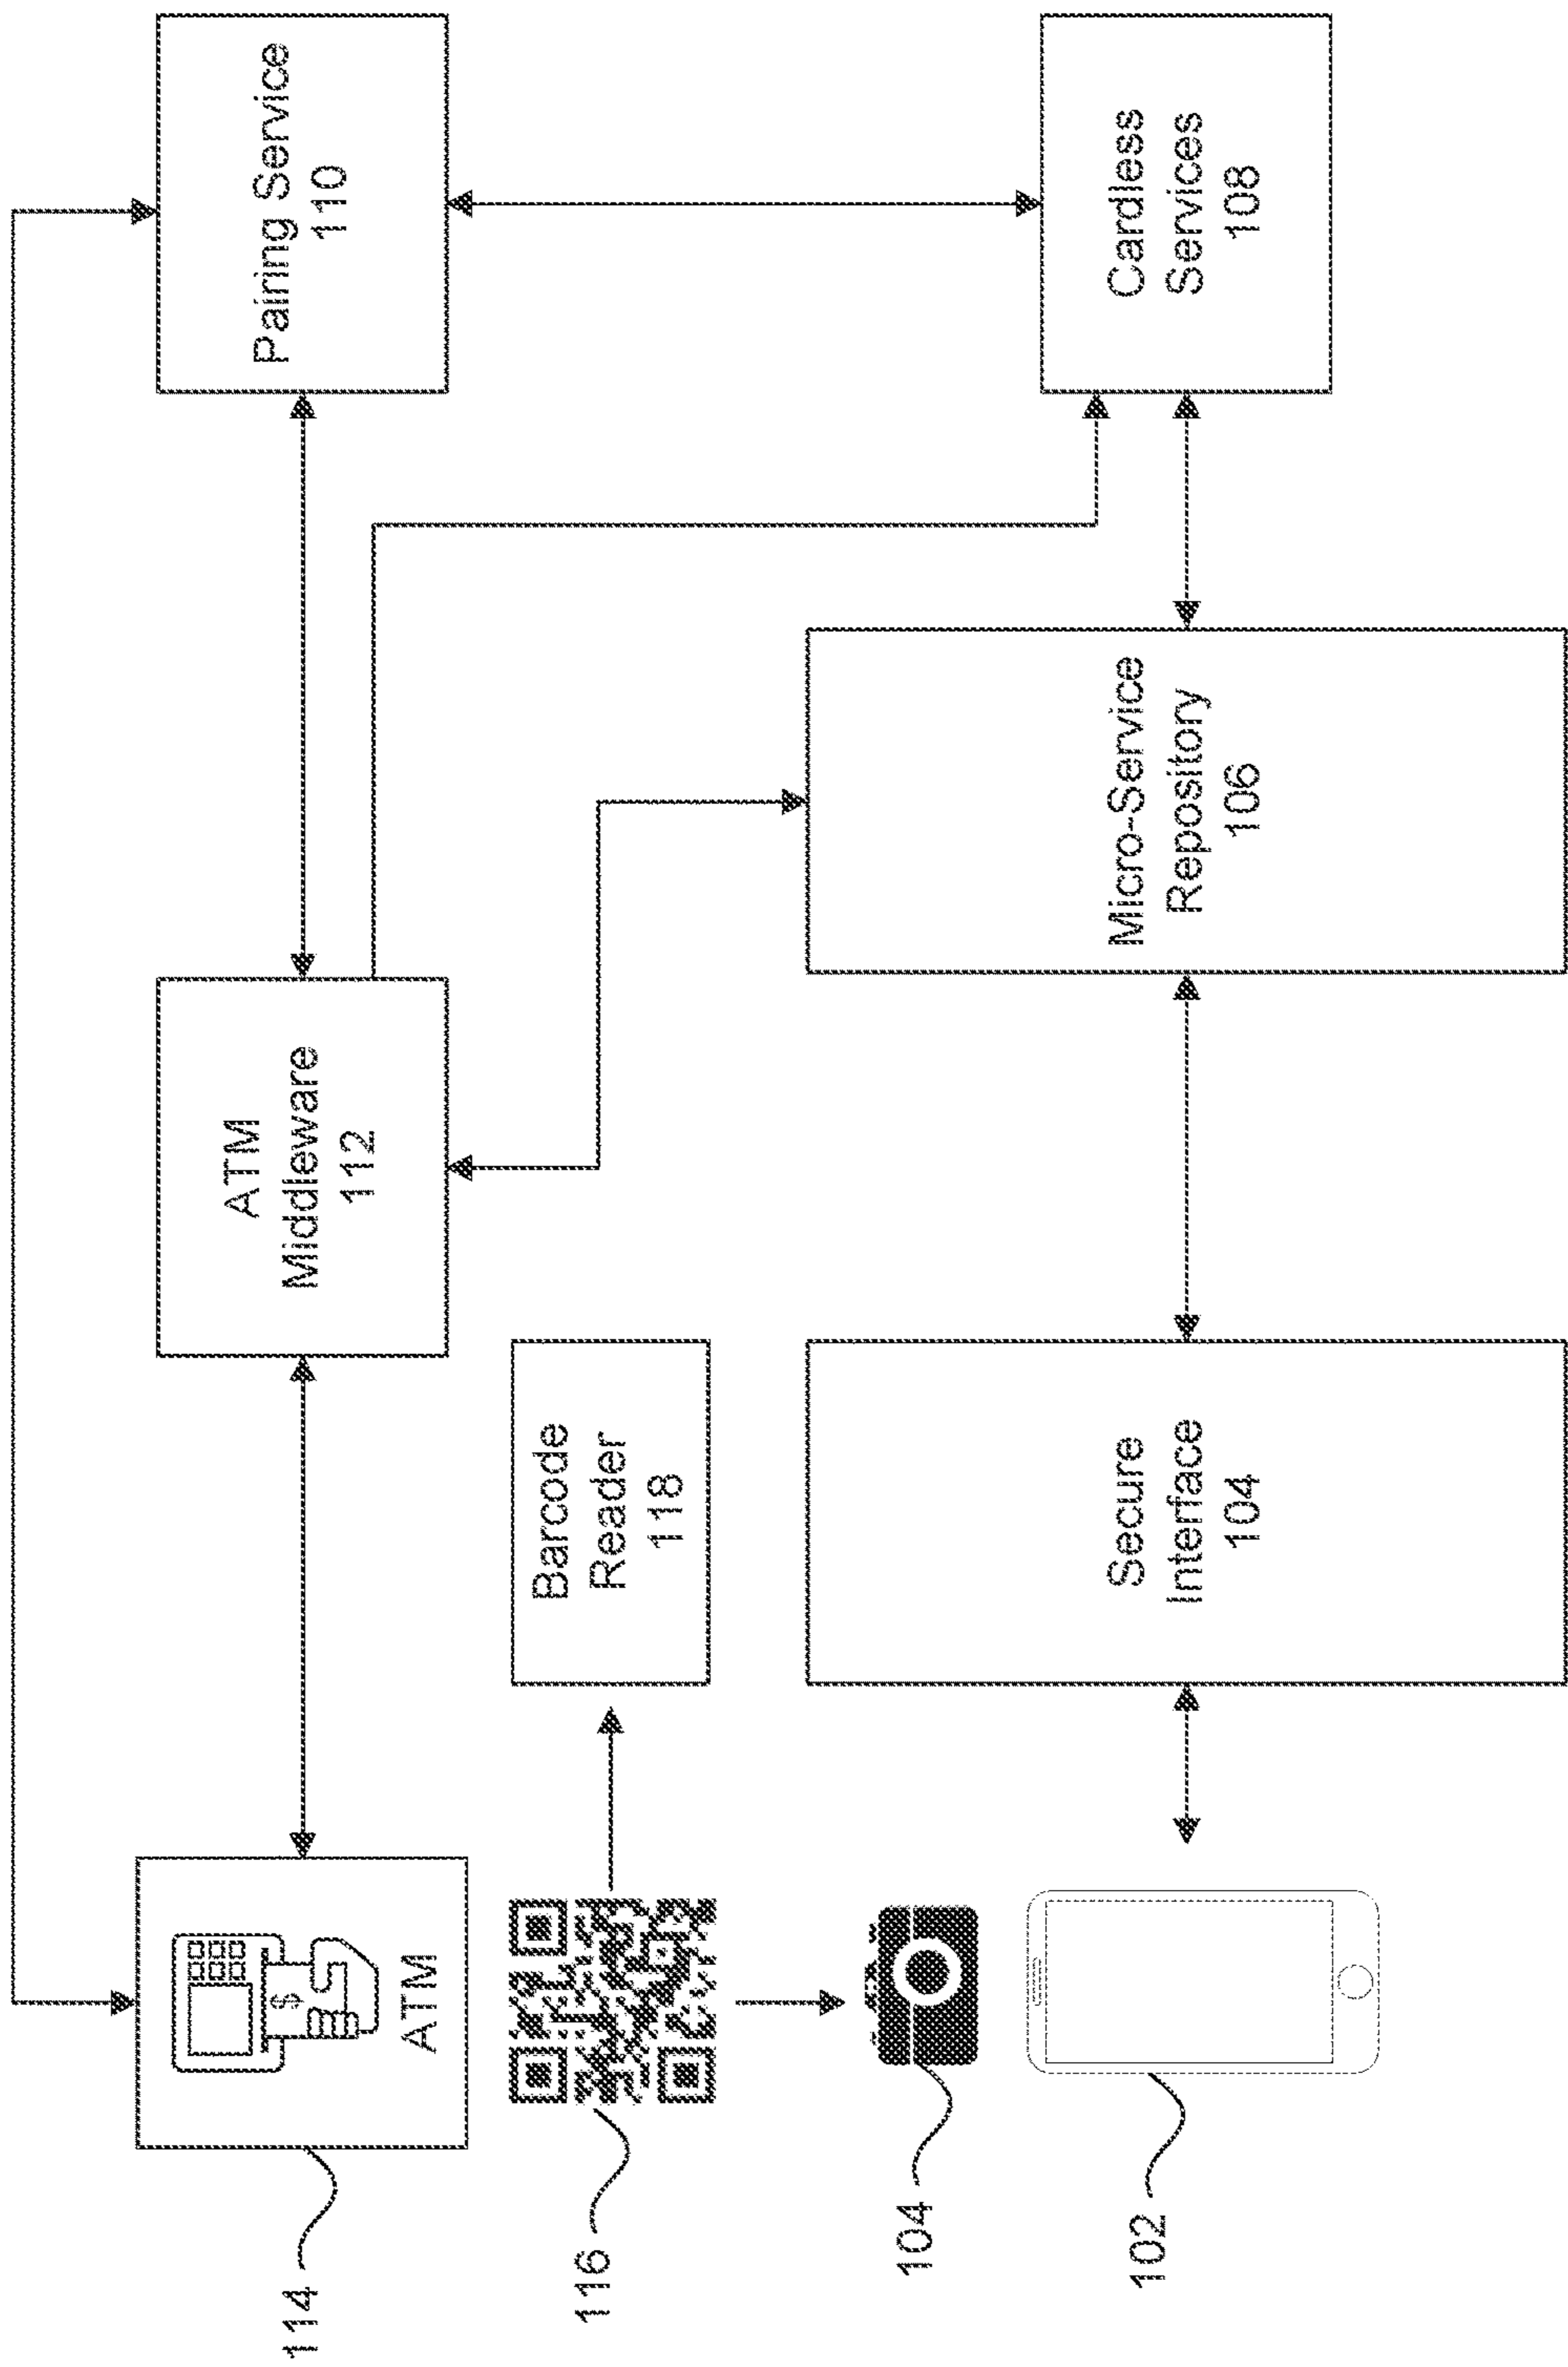 114
ATM
$
ATM
Middleware
112
Pairing Service
110
116
Barcode
Reader
118
104
102
Secure
Interface
104
Micro-Service
Repository
106
Cardless
Services
108